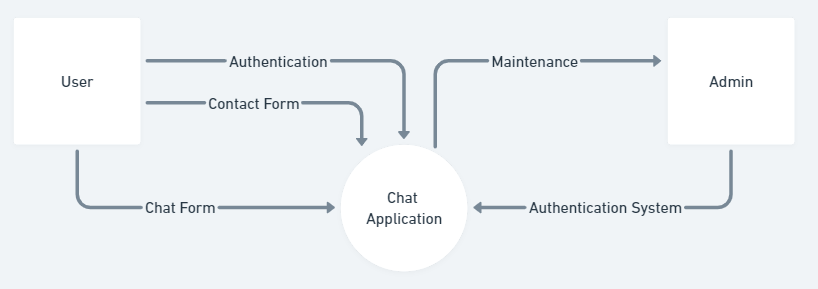 Authentication
Maintenance
User
Admin
Contact Form
Chat
Application
Chat Form
Authentication System